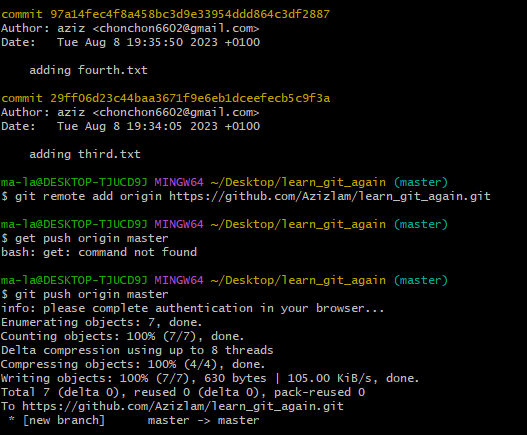 commit 97a14fec4f8a458bc3d9e33954ddd864c3df2887
Author: aziz <chonchon6602@gmail.com>
Date:   Tue Aug 8 19:35:50 2023 +0100

    adding fourth.txt

commit 29ff06d23c44baa3671f9e6eb1dceefecb5c9f3a
Author: aziz <chonchon6602@gmail.com>
Date:   Tue Aug 8 19:34:05 2023 +0100

    adding third.txt

ma-la@DESKTOP-TJUCD9J MINGW64 ~/Desktop/learn_git_again (master)
$ git remote add origin https://github.com/Azizlam/learn_git_again.git

ma-la@DESKTOP-TJUCD9J MINGW64 ~/Desktop/learn_git_again (master)
$ get push origin master
bash: get: command not found

ma-la@DESKTOP-TJUCD9J MINGW64 ~/Desktop/learn_git_again (master)
$ git push origin master
info: please complete authentication in your browser...
Enumerating objects: 7, done.
Counting objects: 100% (7/7), done.
Delta compression using up to 8 threads
Compressing objects: 100% (4/4), done.
Writing objects: 100% (7/7), 630 bytes | 105.00 KiB/s, done.
Total 7 (delta 0), reused 0 (delta 0), pack-reused 0
To https://github.com/Azizlam/learn_git_again.git
 * [new branch]      master -> master